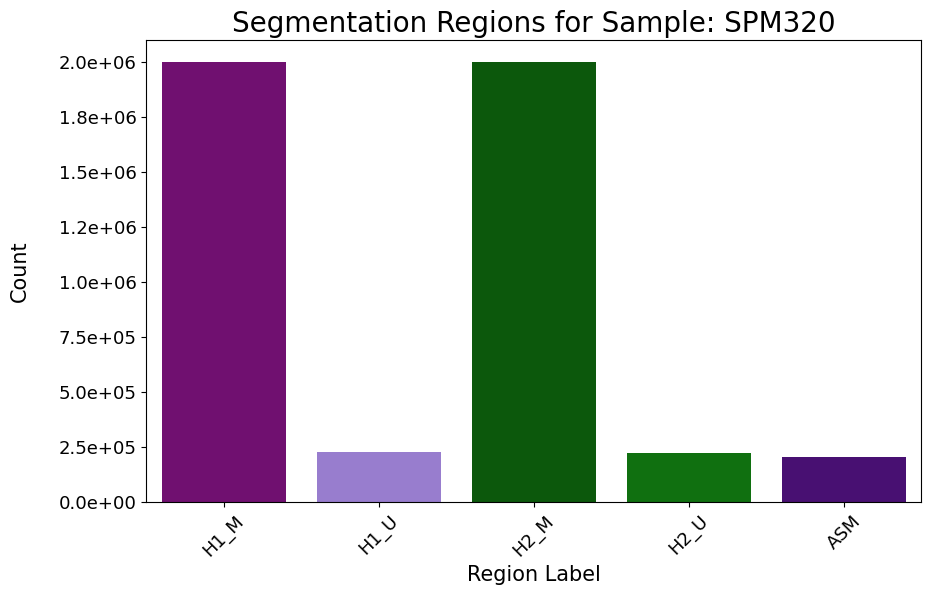 Segmentation Regions for Sample: SPM320
2.0e+06
1.8e+06
1.5e+06
1.2e+06
1.0e+06
7.5e+05
5.0e+05
2.5e+05
0.0e+00
Count
H1_M
H1_U
H2_M
H2_U
ASM
Region Label